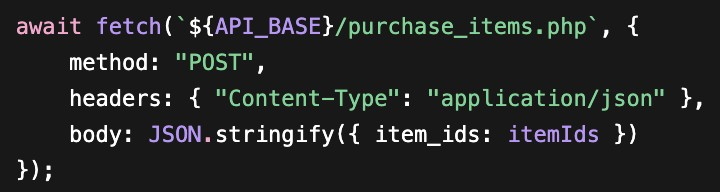 await fetch(`${API_BASE}/purchase_items.php`, {
    method: "POST",
    headers: { "Content-Type": "application/json" },
    body: JSON.stringify({ item_ids: itemIds })
});